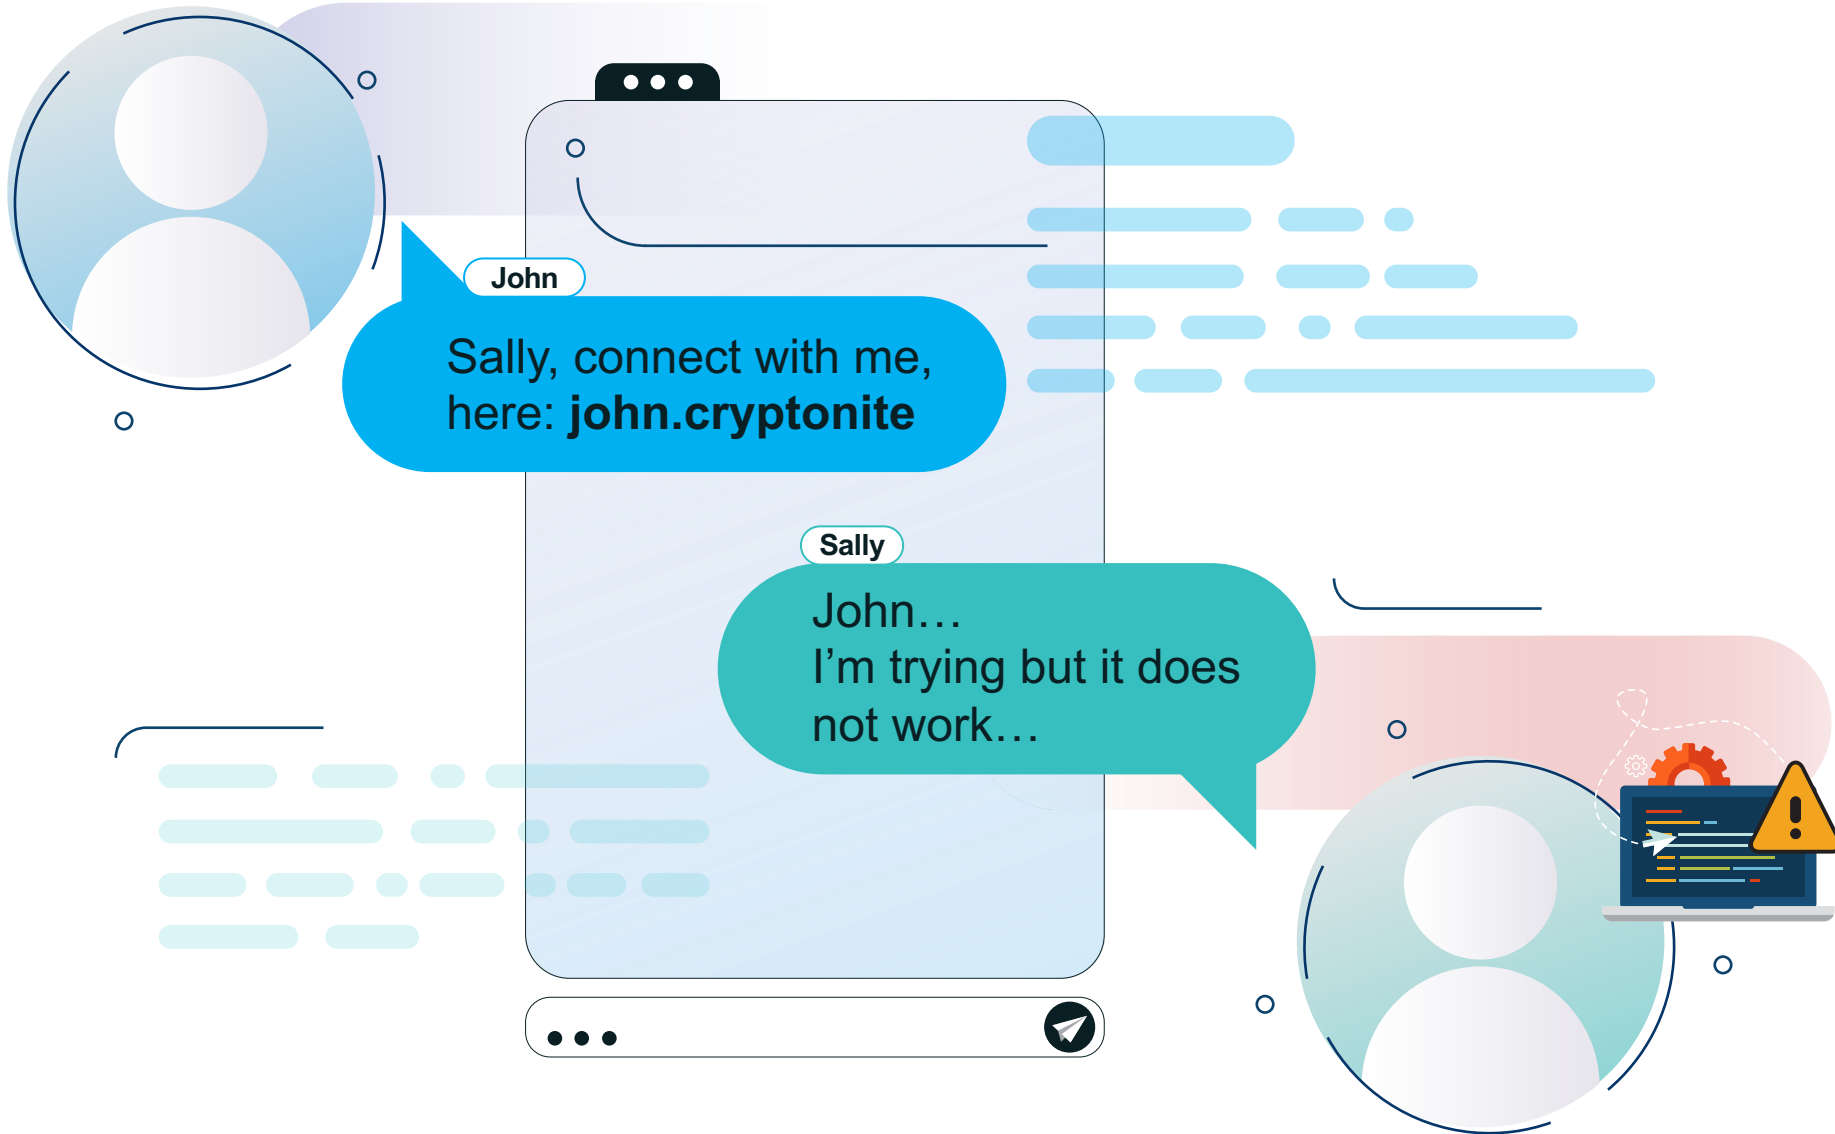 John
Sally, connect with me,
here: john.cryptonite
Sally
John…
I’m trying but it does
not work…